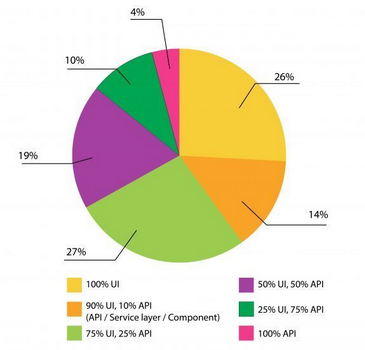 4%
10%
26%
19%
14%
27%
100% UI
90% UI, 10% API
(API / Service layer / Component)
75% UI, 25% API
50% UI, 50% API
25% UI, 75% API
100% API